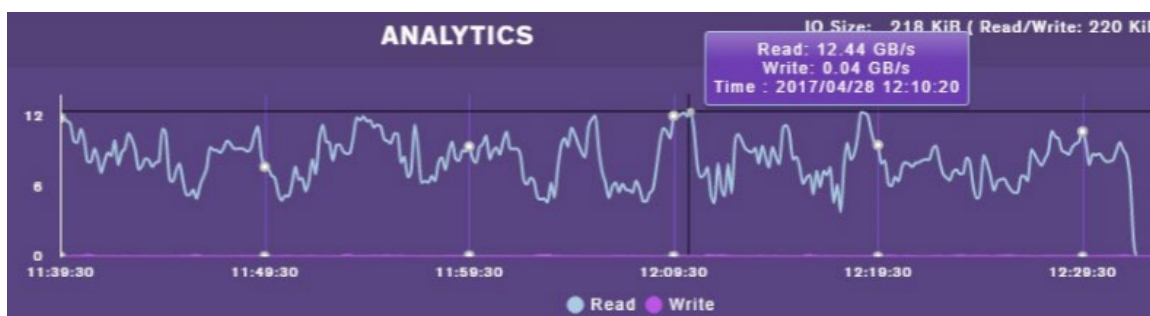 ANALYTICS
IO Size: 218 KiB ( Read/Write: 220 
Read: 12.44 GB/s
Write: 0.04 GB/s
Time : 2017/04/28 12:10:20
12
6
0
11:39:30 11:49:30 11:59:30 12:09:30 12:19:30 12:29:30
Read Write